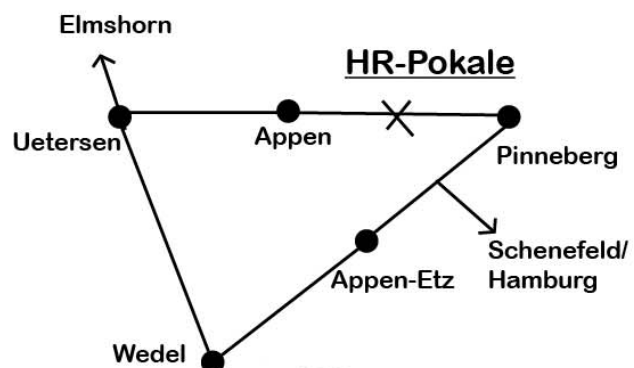 Elmshorn
HR-Pokale
Uetersen
Appen
Pinneberg
Schenefeld/
Hamburg
Appen-Etz
Wedel